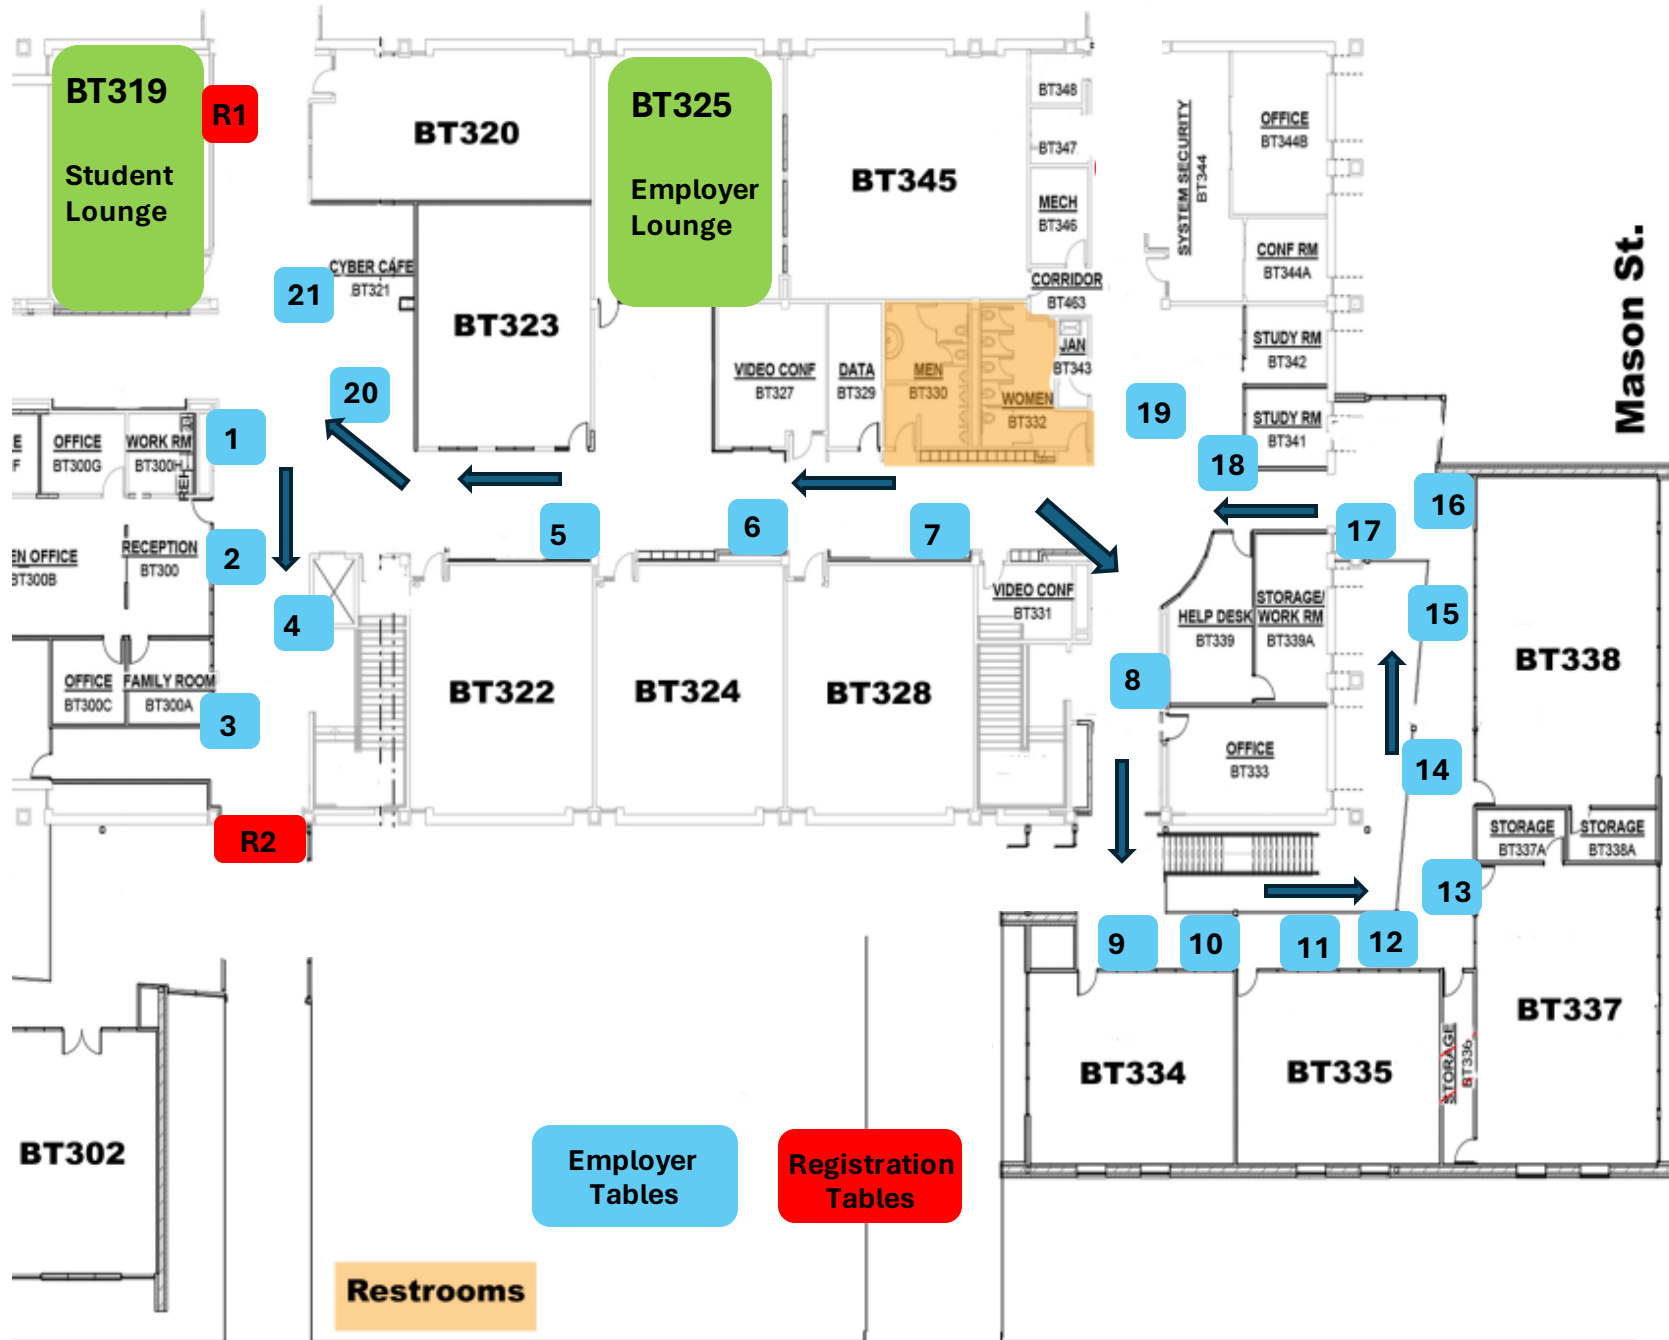 BT319
Student
Lounge
R1
BT320
BT325
Employer
Lounge
BT345
BT348
BT347
MECH
BT346
CORRIDOR
BT463
SYSTEM SECURITY
BT344
OFFICE
BT344B
CONF RM
BT344A
STUDY RM
BT342
STUDY RM
BT341
Mason St.
21
CYBER CAFE
BT321
BT323
20
VIDEO CONF
BT327
DATA
BT329
MEN
BT330
WOMEN
BT332
JAN
BT343
19
18
1
E
F
OFFICE
BT300G
WORK RM
BT300H
2
EN OFFICE
BT300B
RECEPTION
BT300
4
3
OFFICE
BT300C
FAMILY ROOM
BT300A
R2
5
6
7
17
16
15
14
13
VIDEO CONF
BT331
8
HELP DESK
BT339
STORAGE/
WORK RM
BT339A
OFFICE
BT333
BT322
BT324
BT328
BT338
STORAGE
BT337A
STORAGE
BT338A
9
10
11
12
BT334
BT335
STORAGE
BT336
BT337
BT302
Employer
Tables
Registration
Tables
Restrooms